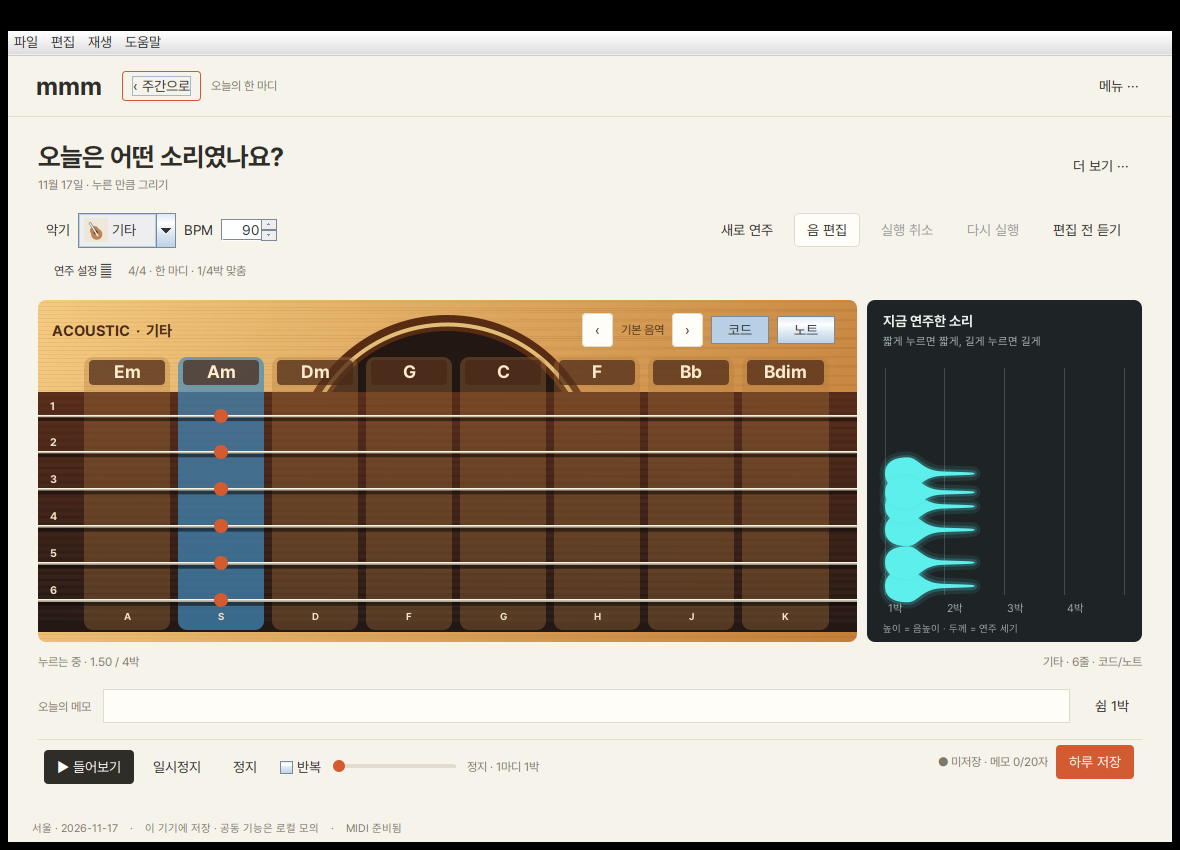 파일 편집 재생 도움말
mmm ‹ 주간으로 오늘의 한 마디 메뉴 ···
오늘은 어떤 소리였나요?
11월 17일 · 누른 만큼 그리기
더 보기 ···
악기 기타 BPM 90 새로 연주 음 편집 실행 취소 다시 실행 편집 전 듣기
연주 설정 4/4 · 한 마디 · 1/4박 맞춤
ACOUSTIC · 기타 ‹ 기본 음역 › 코드 노트
Em Am Dm G C F Bb Bdim
1
2
3
4
5
6
A S D F G H J K
지금 연주한 소리
짧게 누르면 짧게, 길게 누르면 길게
1박 2박 3박 4박
높이 = 음높이 · 두께 = 연주 세기
누르는 중 · 1.50 / 4박 기타 · 6줄 · 코드/노트
오늘의 메모 쉼 1박
▶ 들어보기 일시정지 정지 반복 정지 · 1마디 1박 ● 미저장 · 메모 0/20자 하루 저장
서울 · 2026-11-17 · 이 기기에 저장 · 공동 기능은 로컬 모의 · MIDI 준비됨